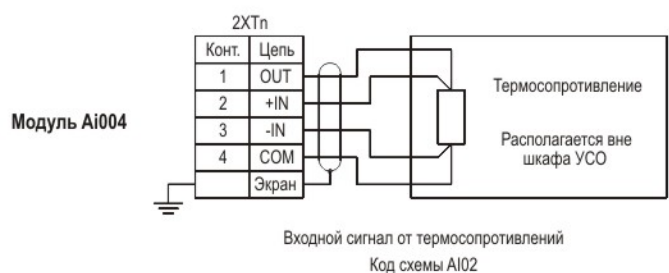 2XTn
Конт. Цепь
1 OUT
2 +IN
3 -IN
4 COM
Экран
Модуль Ai004
Термосопротивление
Располагается вне
шкафа УСО
Входной сигнал от термосопротивлений
Код схемы AI02